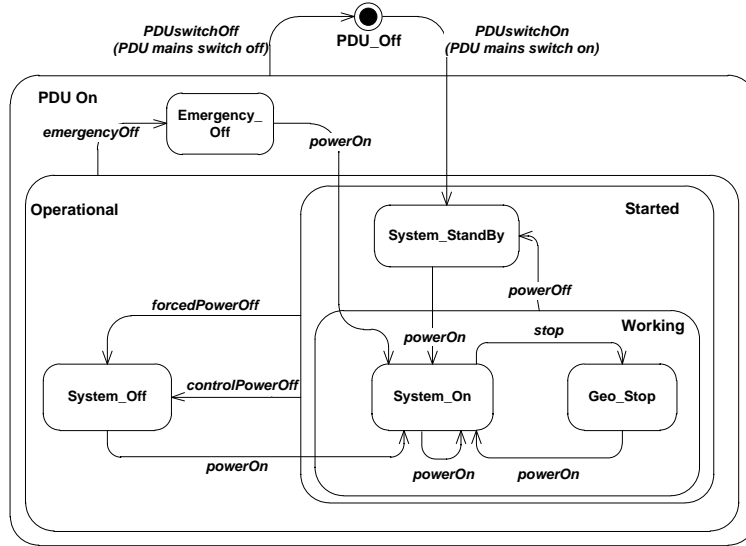 PDUswitchOff
(PDU mains switch off)
PDU_Off
PDUswitchOn
(PDU mains switch on)
PDU On
Emergency_
Off
emergencyOff
powerOn
Operational
Started
System_StandBy
powerOff
forcedPowerOff
powerOn
Working
stop
System_Off
controlPowerOff
System_On
Geo_Stop
powerOn
powerOn
powerOn